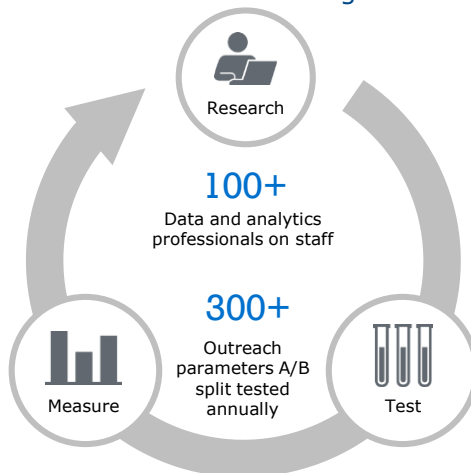 Research
100+
Data and analytics
professionals on staff
300+
Outreach
parameters A/B
split tested
annually
Measure
Test